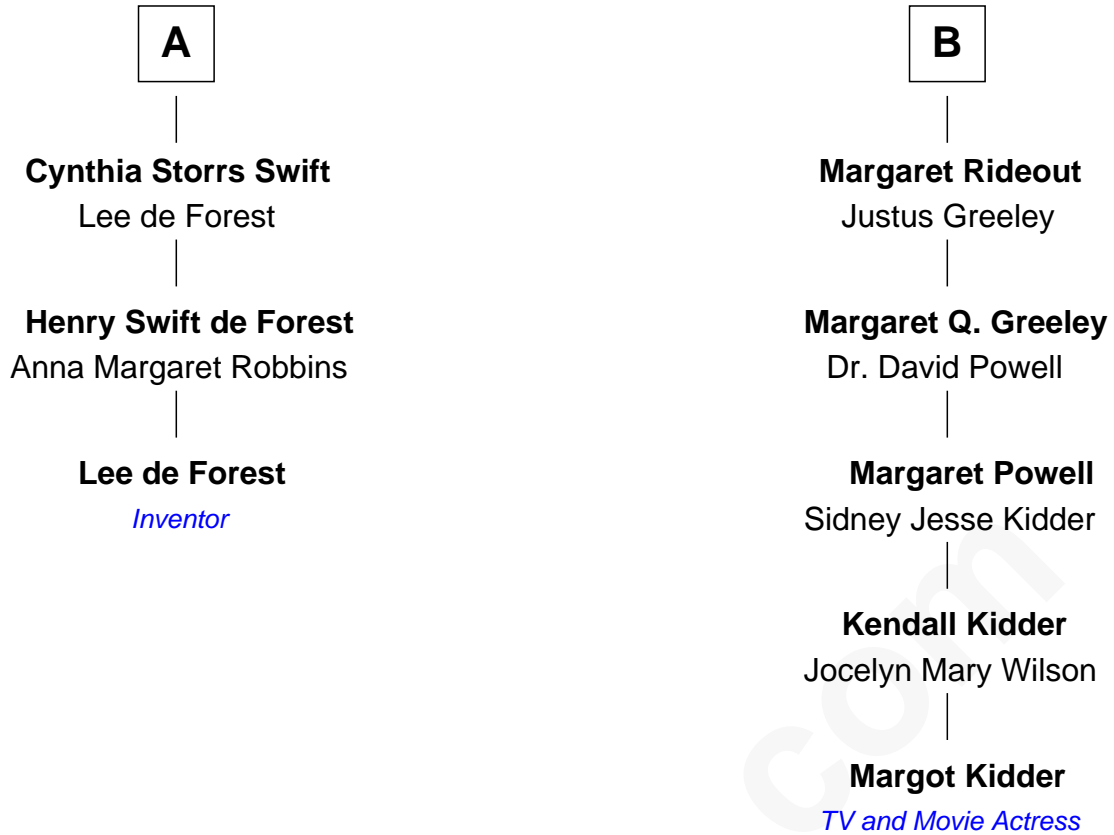 A
Cynthia Storrs Swift
Lee de Forest
Henry Swift de Forest
Anna Margaret Robbins
Lee de Forest
Inventor
B
Margaret Rideout
Justus Greeley
Margaret Q. Greeley
Dr. David Powell
Margaret Powell
Sidney Jesse Kidder
Kendall Kidder
Jocelyn Mary Wilson
Margot Kidder
TV and Movie Actress
com